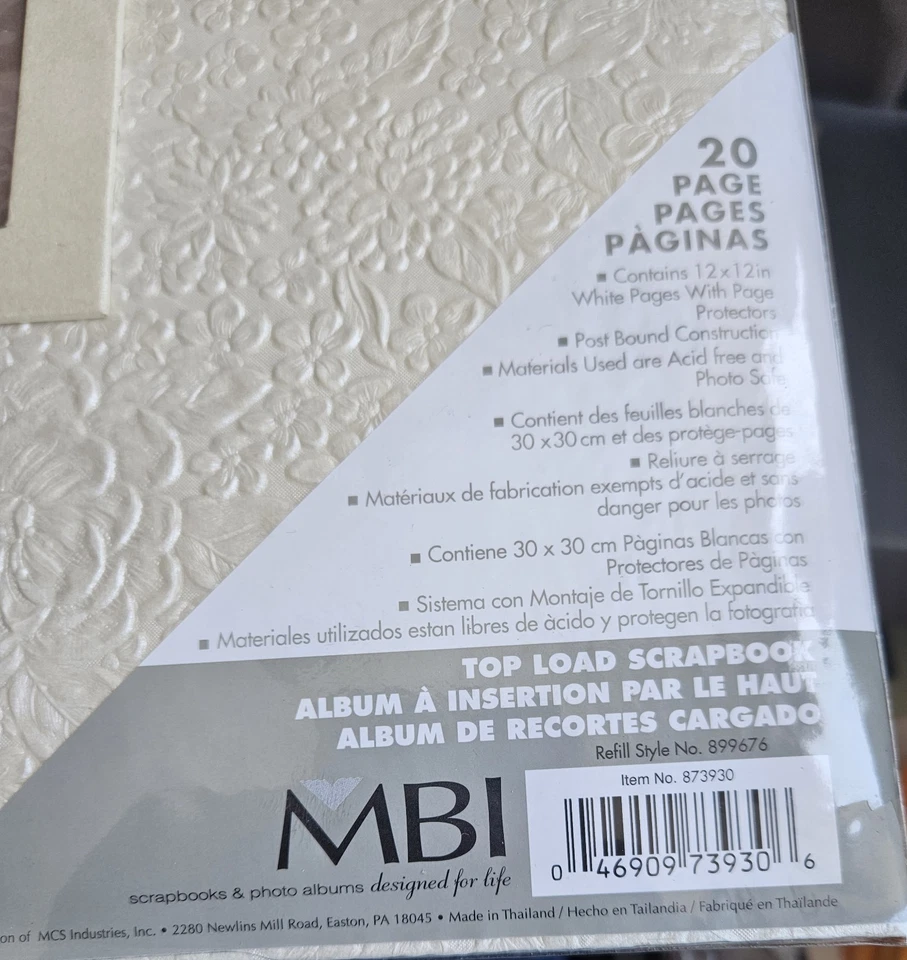 20
PAGE
PAGES
PÀGINAS
■ Contains 12x12in
White Pages With Page
Protectors
■ Post Bound Construction
■ Materials Used are Acid free and
Photo Safe
■ Contient des feuilles blanches de
30 x 30 cm et des protège-pages
■ Reliure à serrage
■ Matériaux de fabrication exempts d'acide et sans
danger pour les photos
■ Contiene 30 x 30 cm Pàginas Blancas con
Protectores de Pàginas
■ Sistema con Montaje de Tornillo Expandible
■ Materiales utilizados estan libres de àcido y protegen la fotografia
TOP LOAD SCRAPBOOK
ALBUM À INSERTION PAR LE HAUT
ALBUM DE RECORTES CARGADO
Refill Style No. 899676
Item No. 873930
0 46909 73930 6
MBI
scrapbooks & photo albums designed for life
on of MCS Industries, Inc. • 2280 Newlins Mill Road, Easton, PA 18045 • Made in Thailand / Hecho en Tailandia / Fabriqué en Thaïlande